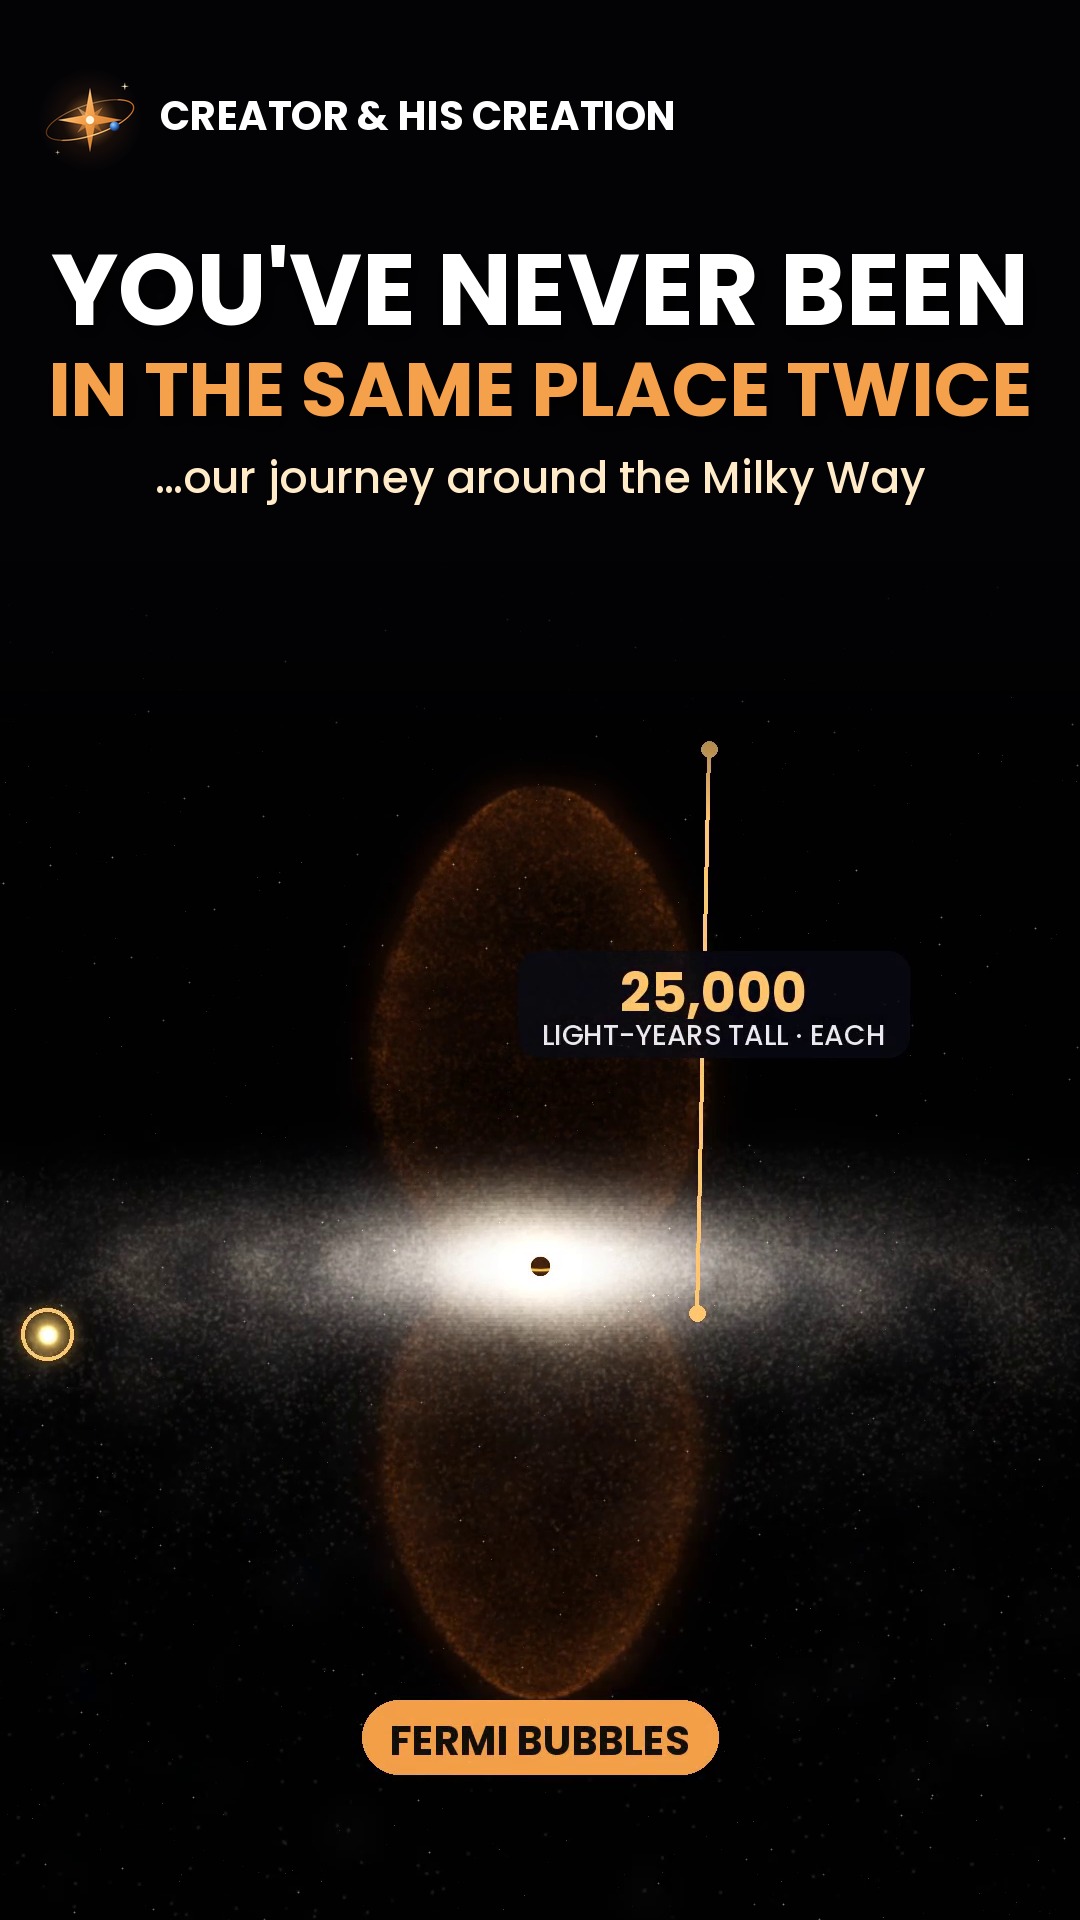 CREATOR & HIS CREATION
YOU'VE NEVER BEEN
IN THE SAME PLACE TWICE
...our journey around the Milky Way
25,000
LIGHT-YEARS TALL · EACH
FERMI BUBBLES